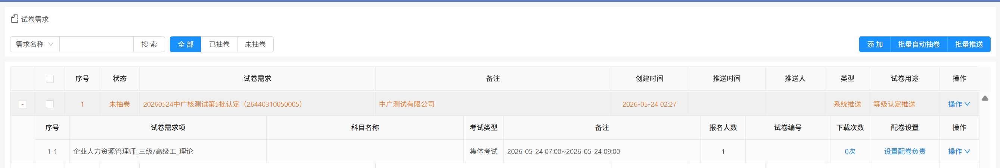 试卷需求
需求名称 搜 索 全 部 已抽卷 未抽卷 添 加 批量自动抽卷 批量推送
序号 状态 试卷需求 备注 创建时间 推送时间 推送人 类型 试卷用途 操作
- 1 未抽卷 20260524中广核测试第5批认定（26440310050005） 中广测试有限公司 2026-05-24 02:27 系统推送 等级认定推送 操作
序号 试卷需求项 科目名称 考试类型 备注 报名人数 试卷编号 下载次数 配卷设置 操作
1-1 企业人力资源管理师_三级/高级工_理论 集体考试 2026-05-24 07:00~2026-05-24 09:00 1 0次 设置配卷负责 操作